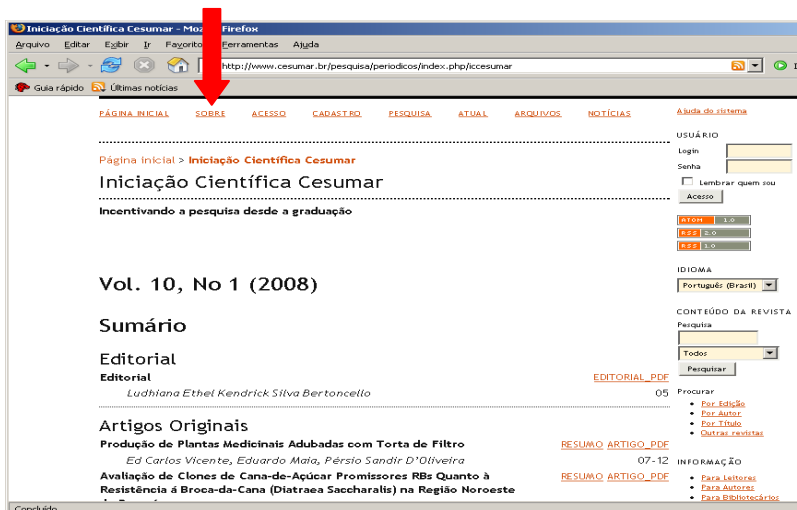 Iniciação Científica Cesumar - Mozilla Firefox
Arquivo Editar Exibir Ir Favoritos Ferramentas Ajuda
http://www.cesumar.br/pesquisa/periodicos/index.php/iccesumar
Guia rápido Últimas notícias
PÁGINA INICIAL SOBRE ACESSO CADASTRO PESQUISA ATUAL ARQUIVOS NOTÍCIAS
Página Inicial > Iniciação Científica Cesumar
Iniciação Científica Cesumar
Incentivando a pesquisa desde a graduação
Vol. 10, No 1 (2008)
Sumário
Editorial
Editorial EDITORIAL_PDF
Ludhiana Ethel Kendrick Silva Bertoncello 05
Artigos Originais
Produção de Plantas Medicinais Adubadas com Torta de Filtro RESUMO ARTIGO_PDF
Ed Carlos Vicente, Eduardo Maia, Pérsio Sandir D'Oliveira 07-12
Avaliação de Clones de Cana-de-Açúcar Promissores RBs Quanto à RESUMO ARTIGO_PDF
Resistência á Broca-da-Cana (Diatraea Saccharalis) na Região Noroeste
Ajuda do sistema
USUÁRIO
Login
Senha
Lembrar quem sou
Acesso
ATOM 1.0
RSS 2.0
RSS 1.0
IDIOMA
Português (Brasil)
CONTEÚDO DA REVISTA
Pesquisa
Todos
Pesquisar
Procurar
Por Edição
Por Autor
Por Título
Outras revistas
INFORMAÇÃO
Para Leitores
Para Autores
Para Bibliotecários
Concluído